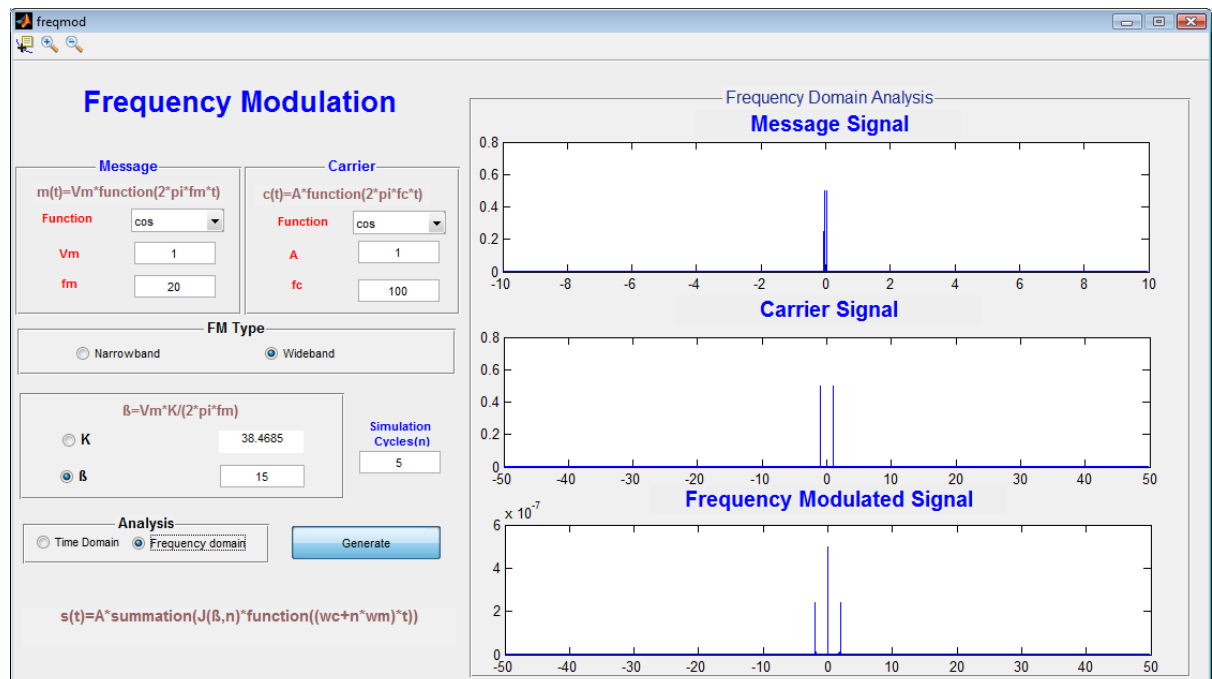 freqmod
Frequency Modulation
Message
m(t)=Vm*function(2*pi*fm*t)
Function cos
Vm 1
fm 20
Carrier
c(t)=A*function(2*pi*fc*t)
Function cos
A 1
fc 100
FM Type
Narrowband Wideband
ß=Vm*K/(2*pi*fm)
K 38.4685
ß 15
Simulation
Cycles(n)
5
Analysis
Time Domain Frequency domain
Generate
s(t)=A*summation(J(ß,n)*function((wc+n*wm)*t))
Frequency Domain Analysis
Message Signal
0.8
0.6
0.4
0.2
0
-10 -8 -6 -4 -2 0 2 4 6 8 10
Carrier Signal
0.8
0.6
0.4
0.2
0
-50 -40 -30 -20 -10 0 10 20 30 40 50
Frequency Modulated Signal
x 10^-7
6
4
2
0
-50 -40 -30 -20 -10 0 10 20 30 40 50